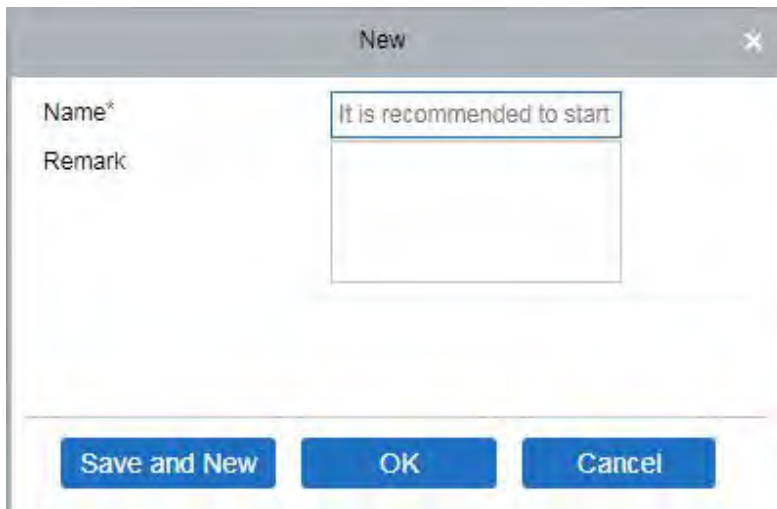 New
Name*
It is recommended to start
Remark
Save and New
OK
Cancel